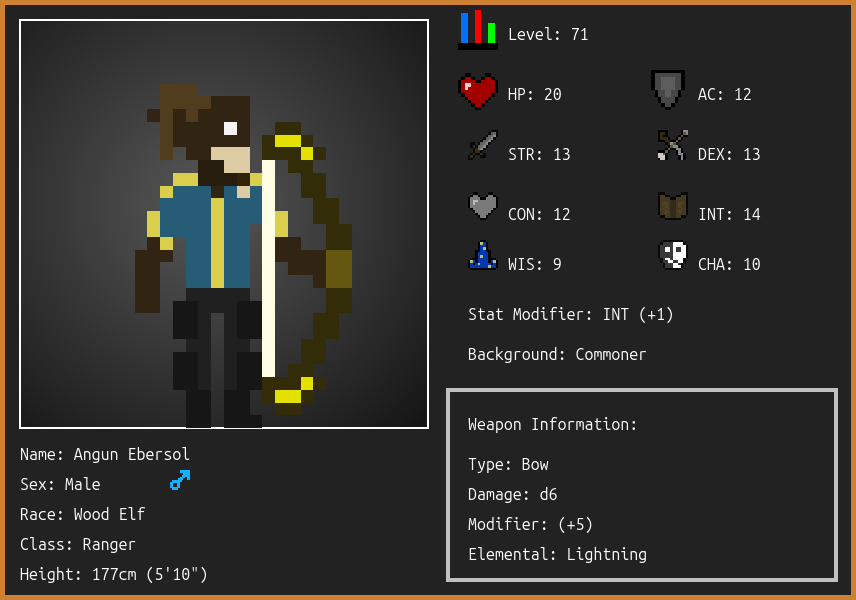 Level: 71
HP: 20
AC: 12
STR: 13
DEX: 13
CON: 12
INT: 14
WIS: 9
CHA: 10
Stat Modifier: INT (+1)
Background: Commoner
Weapon Information:
Type: Bow
Damage: d6
Modifier: (+5)
Elemental: Lightning
Name: Angun Ebersol
Sex: Male
Race: Wood Elf
Class: Ranger
Height: 177cm (5'10")